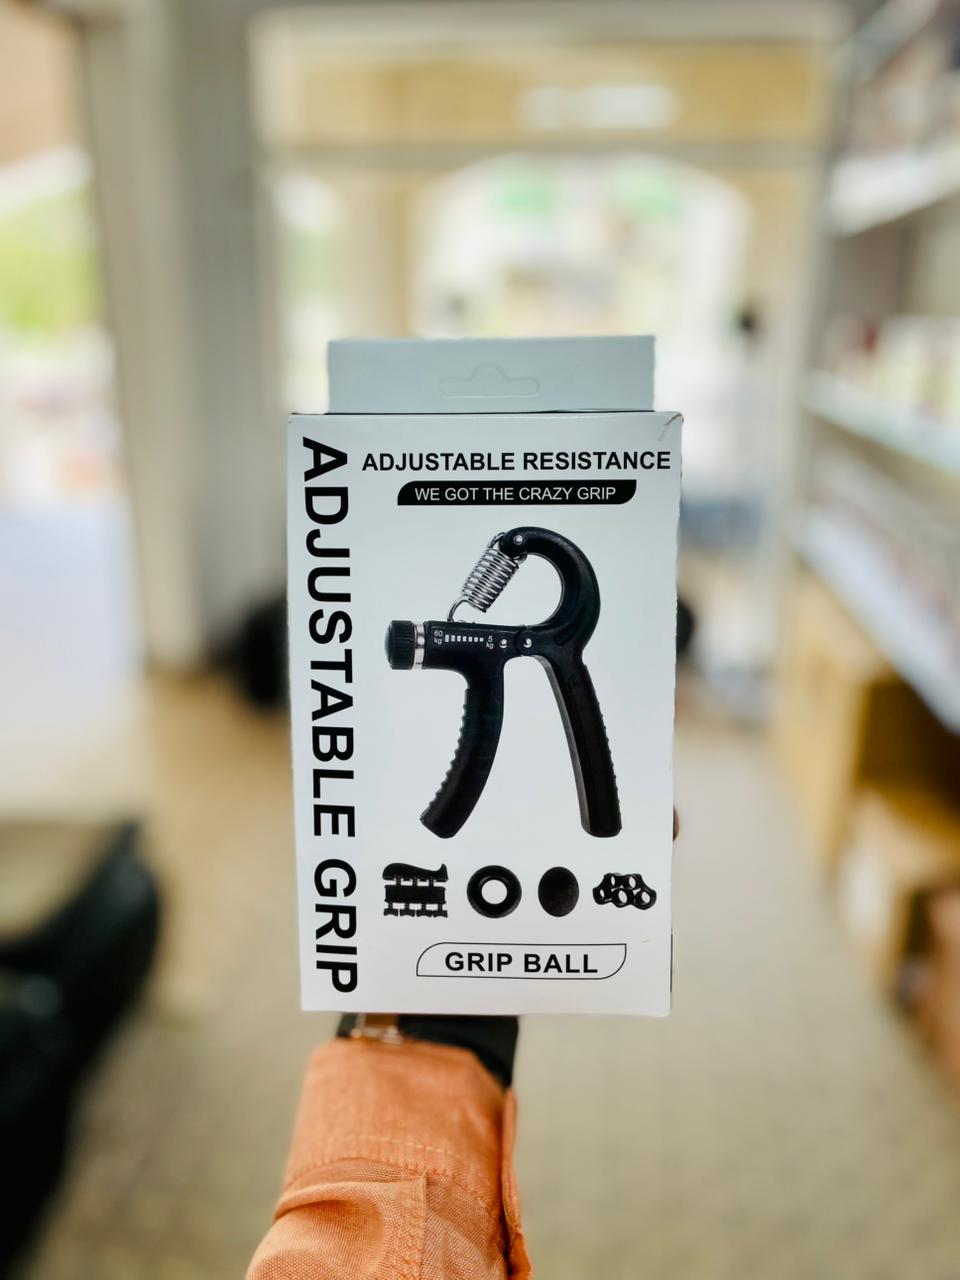 ADJUSTABLE GRIP
ADJUSTABLE RESISTANCE
WE GOT THE CRAZY GRIP
60 kg
5 kg
GRIP BALL